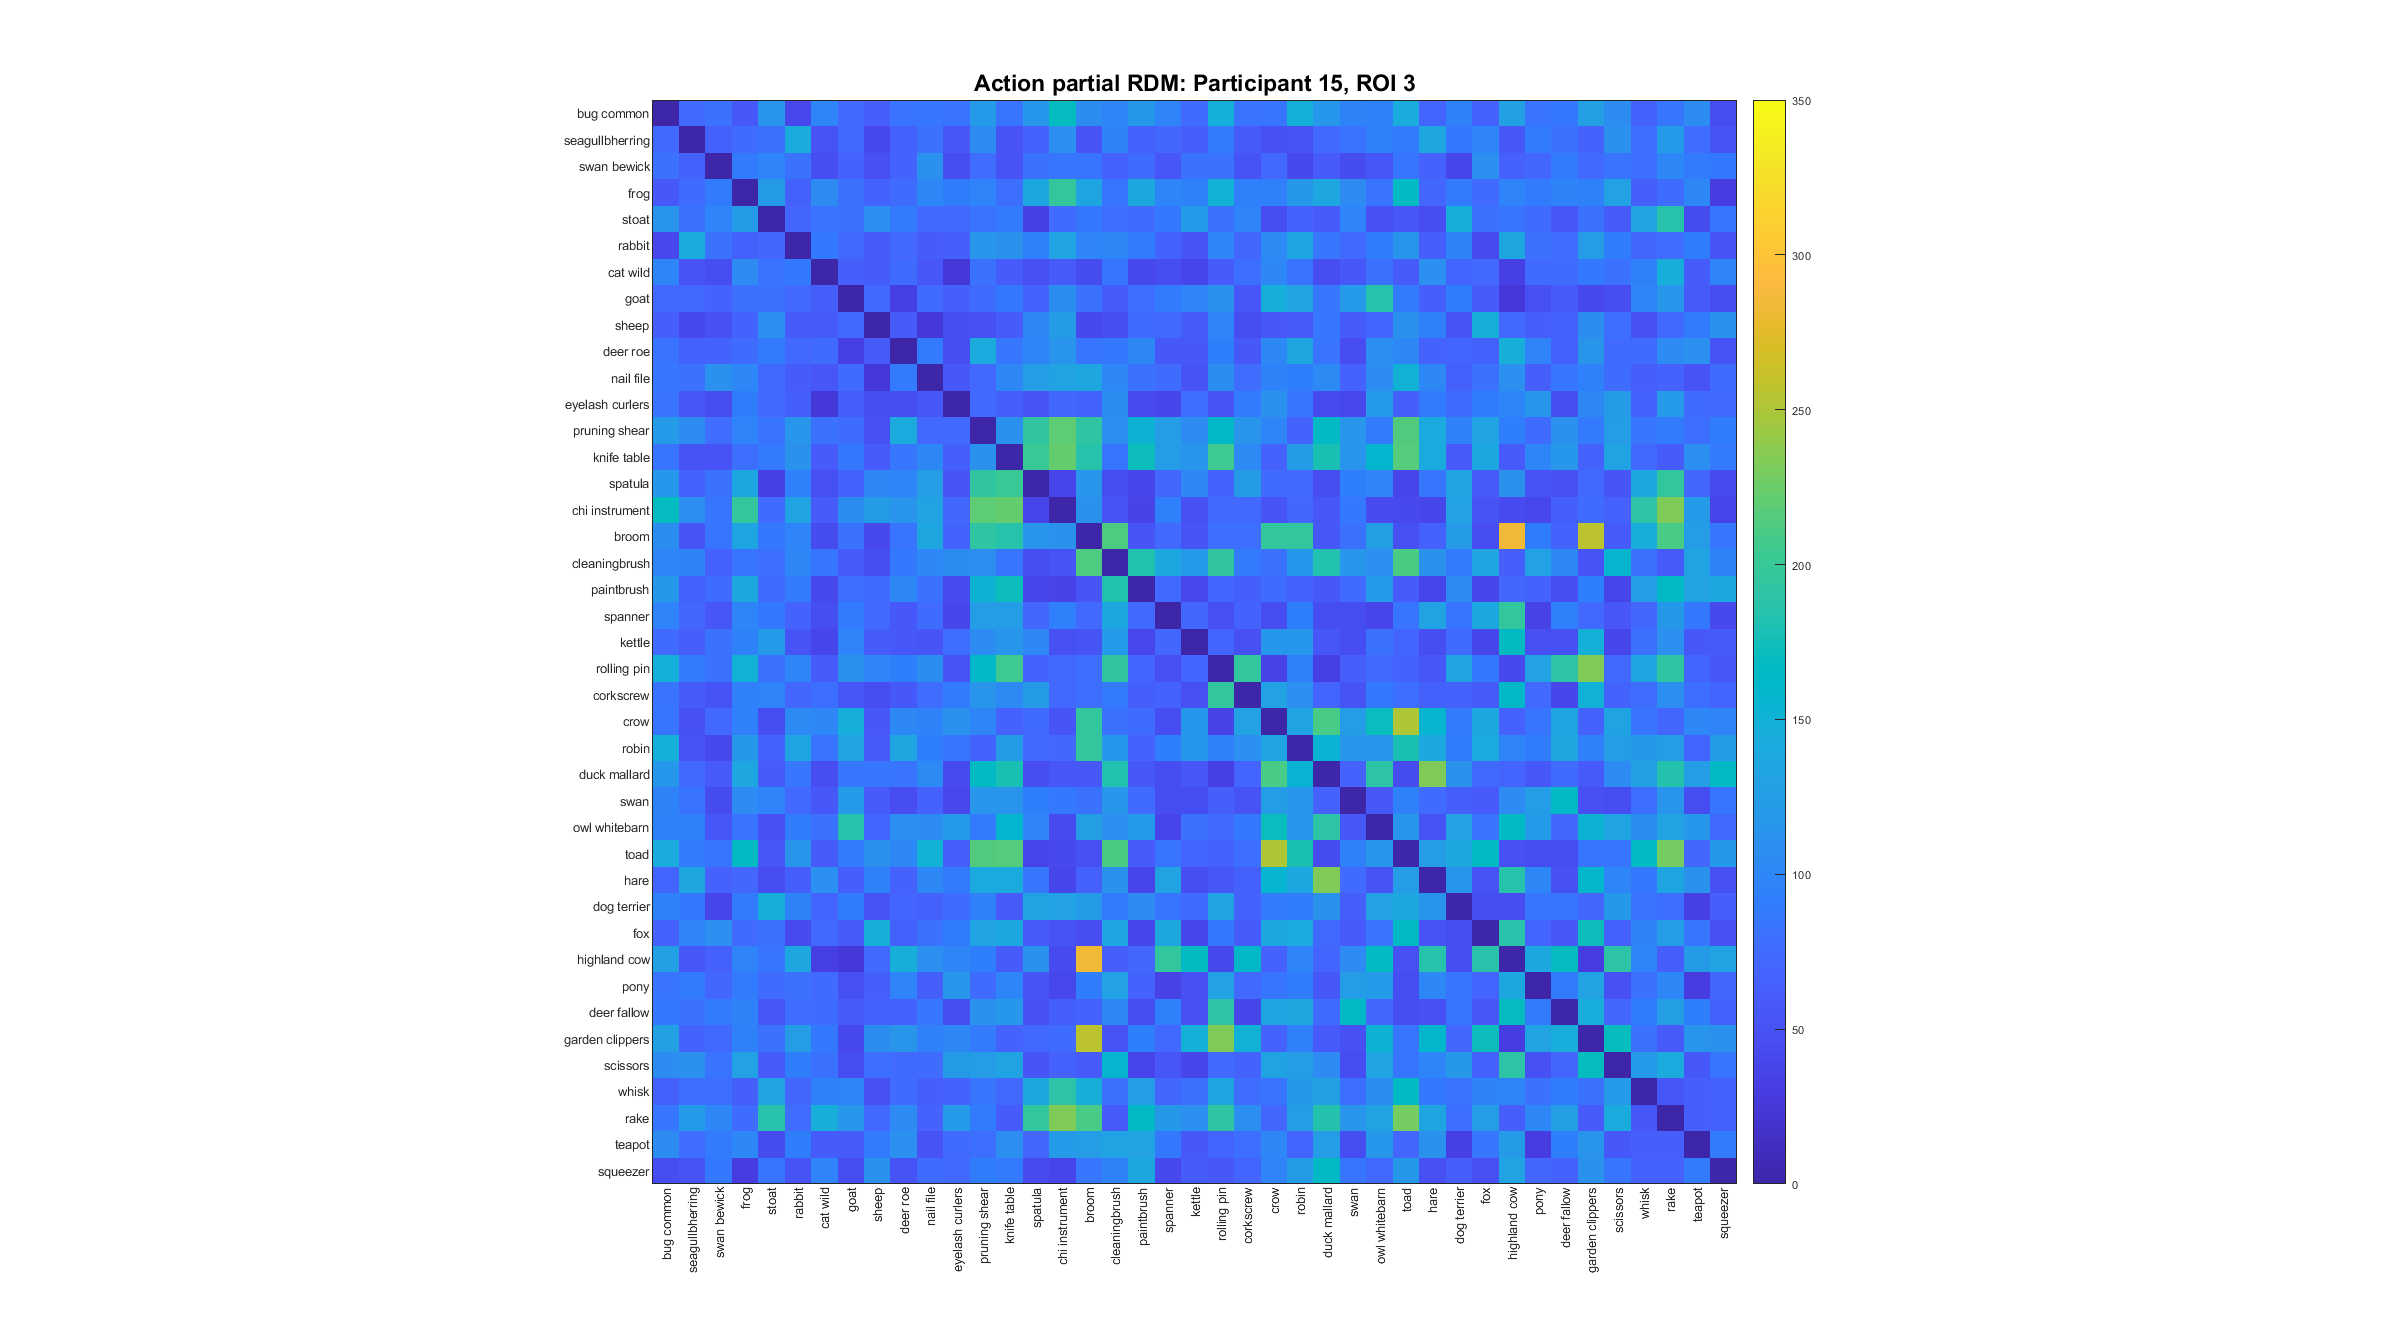 Action partial RDM: Participant 15, ROI 3
bug common
seagullbherring
swan bewick
frog
stoat
rabbit
cat wild
goat
sheep
deer roe
nail file
eyelash curlers
pruning shear
knife table
spatula
chi instrument
broom
cleaningbrush
paintbrush
spanner
kettle
rolling pin
corkscrew
crow
robin
duck mallard
swan
owl whitebarn
toad
hare
dog terrier
fox
highland cow
pony
deer fallow
garden clippers
scissors
whisk
rake
teapot
squeezer
bug common
seagullbherring
swan bewick
frog
stoat
rabbit
cat wild
goat
sheep
deer roe
nail file
eyelash curlers
pruning shear
knife table
spatula
chi instrument
broom
cleaningbrush
paintbrush
spanner
kettle
rolling pin
corkscrew
crow
robin
duck mallard
swan
owl whitebarn
toad
hare
dog terrier
fox
highland cow
pony
deer fallow
garden clippers
scissors
whisk
rake
teapot
squeezer
350
300
250
200
150
100
50
0